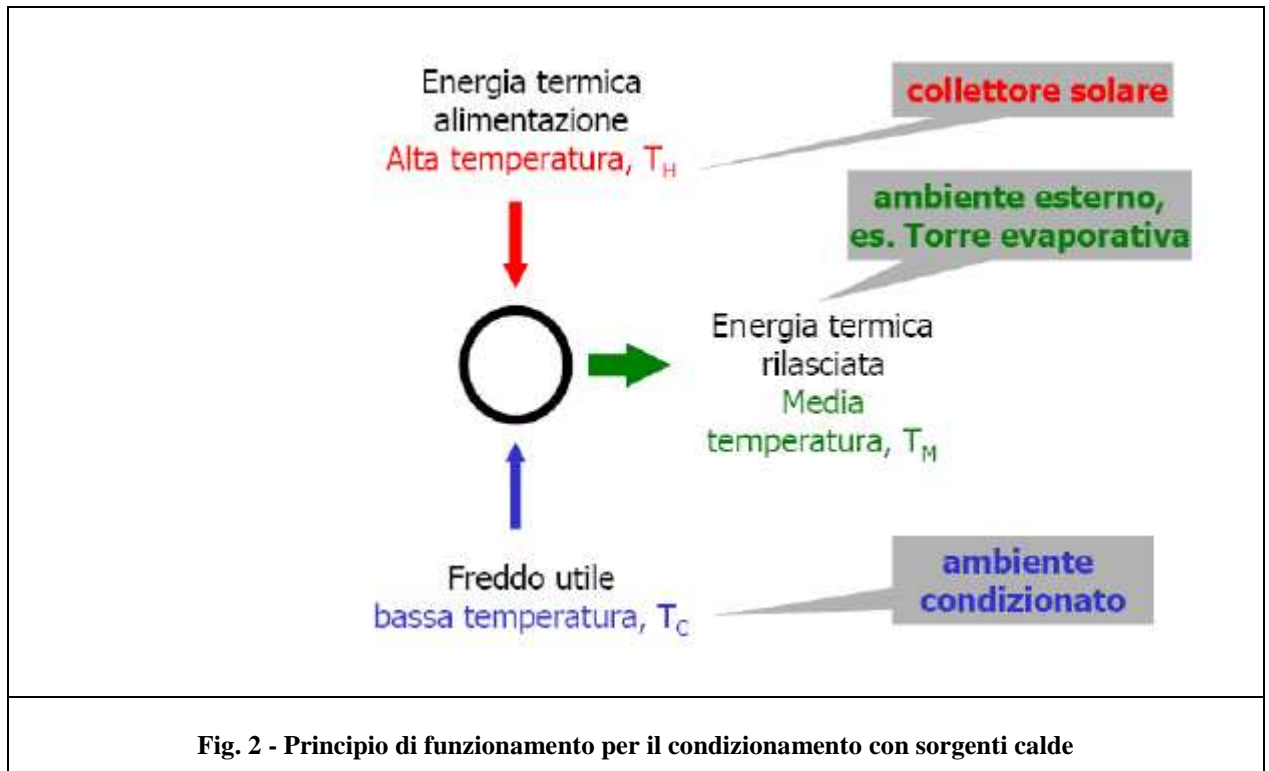 Energia termica
alimentazione
Alta temperatura, T_H
collettore solare
ambiente esterno,
es. Torre evaporativa
Energia termica
rilasciata
Media
temperatura, T_M
Freddo utile
bassa temperatura, T_C
ambiente
condizionato
Fig. 2 - Principio di funzionamento per il condizionamento con sorgenti calde